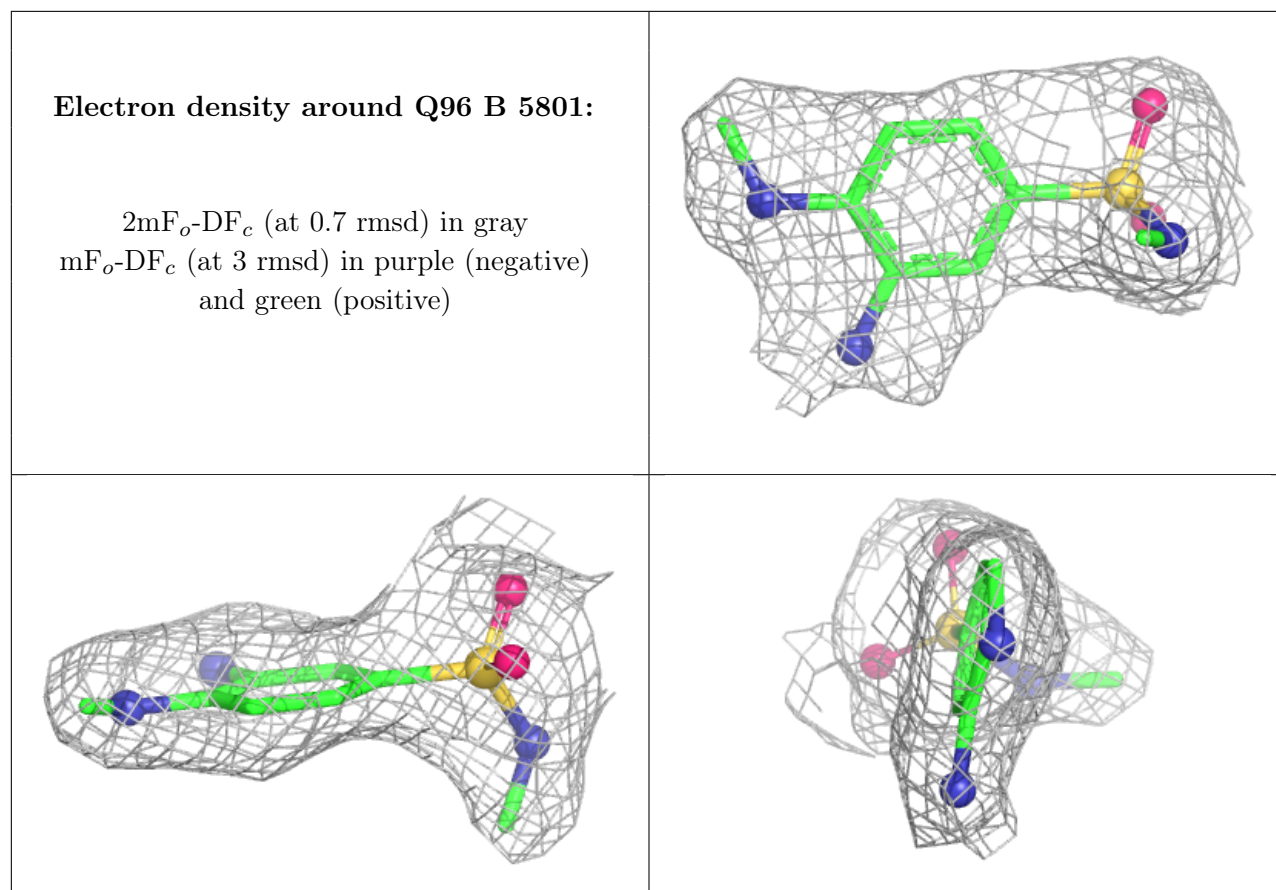 Electron density around Q96 B 5801:
2mFo-DFc (at 0.7 rmsd) in gray
mFo-DFc (at 3 rmsd) in purple (negative)
and green (positive)